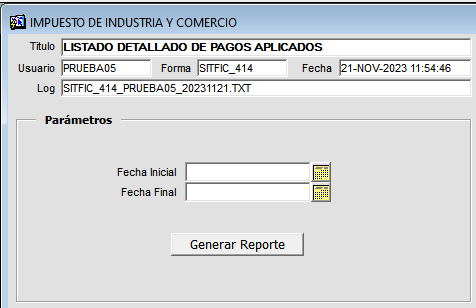 IMPUESTO DE INDUSTRIA Y COMERCIO
Titulo LISTADO DETALLADO DE PAGOS APLICADOS
Usuario PRUEBA05 Forma SITFIC_414 Fecha 21-NOV-2023 11:54:46
Log SITFIC_414_PRUEBA05_20231121.TXT
Parámetros
Fecha Inicial
Fecha Final
Generar Reporte